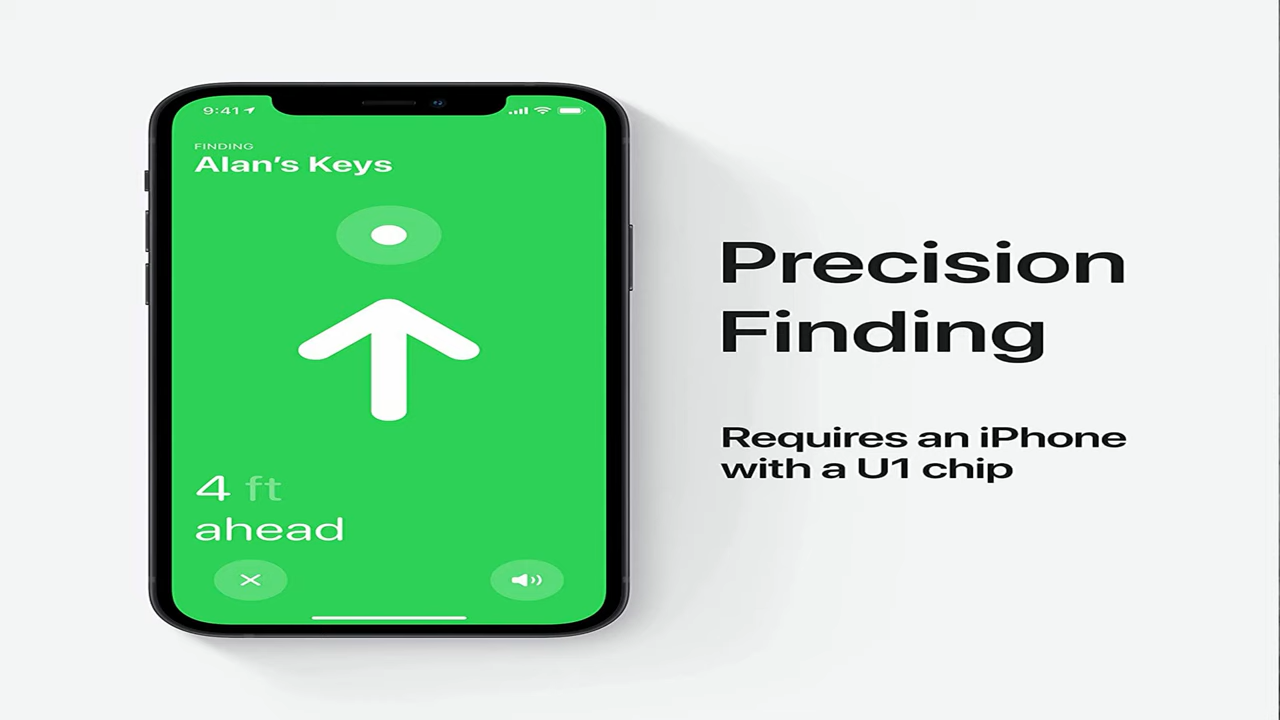 9:41
FINDING
Alan's Keys
4 ft
ahead
Precision
Finding
Requires an iPhone
with a U1 chip